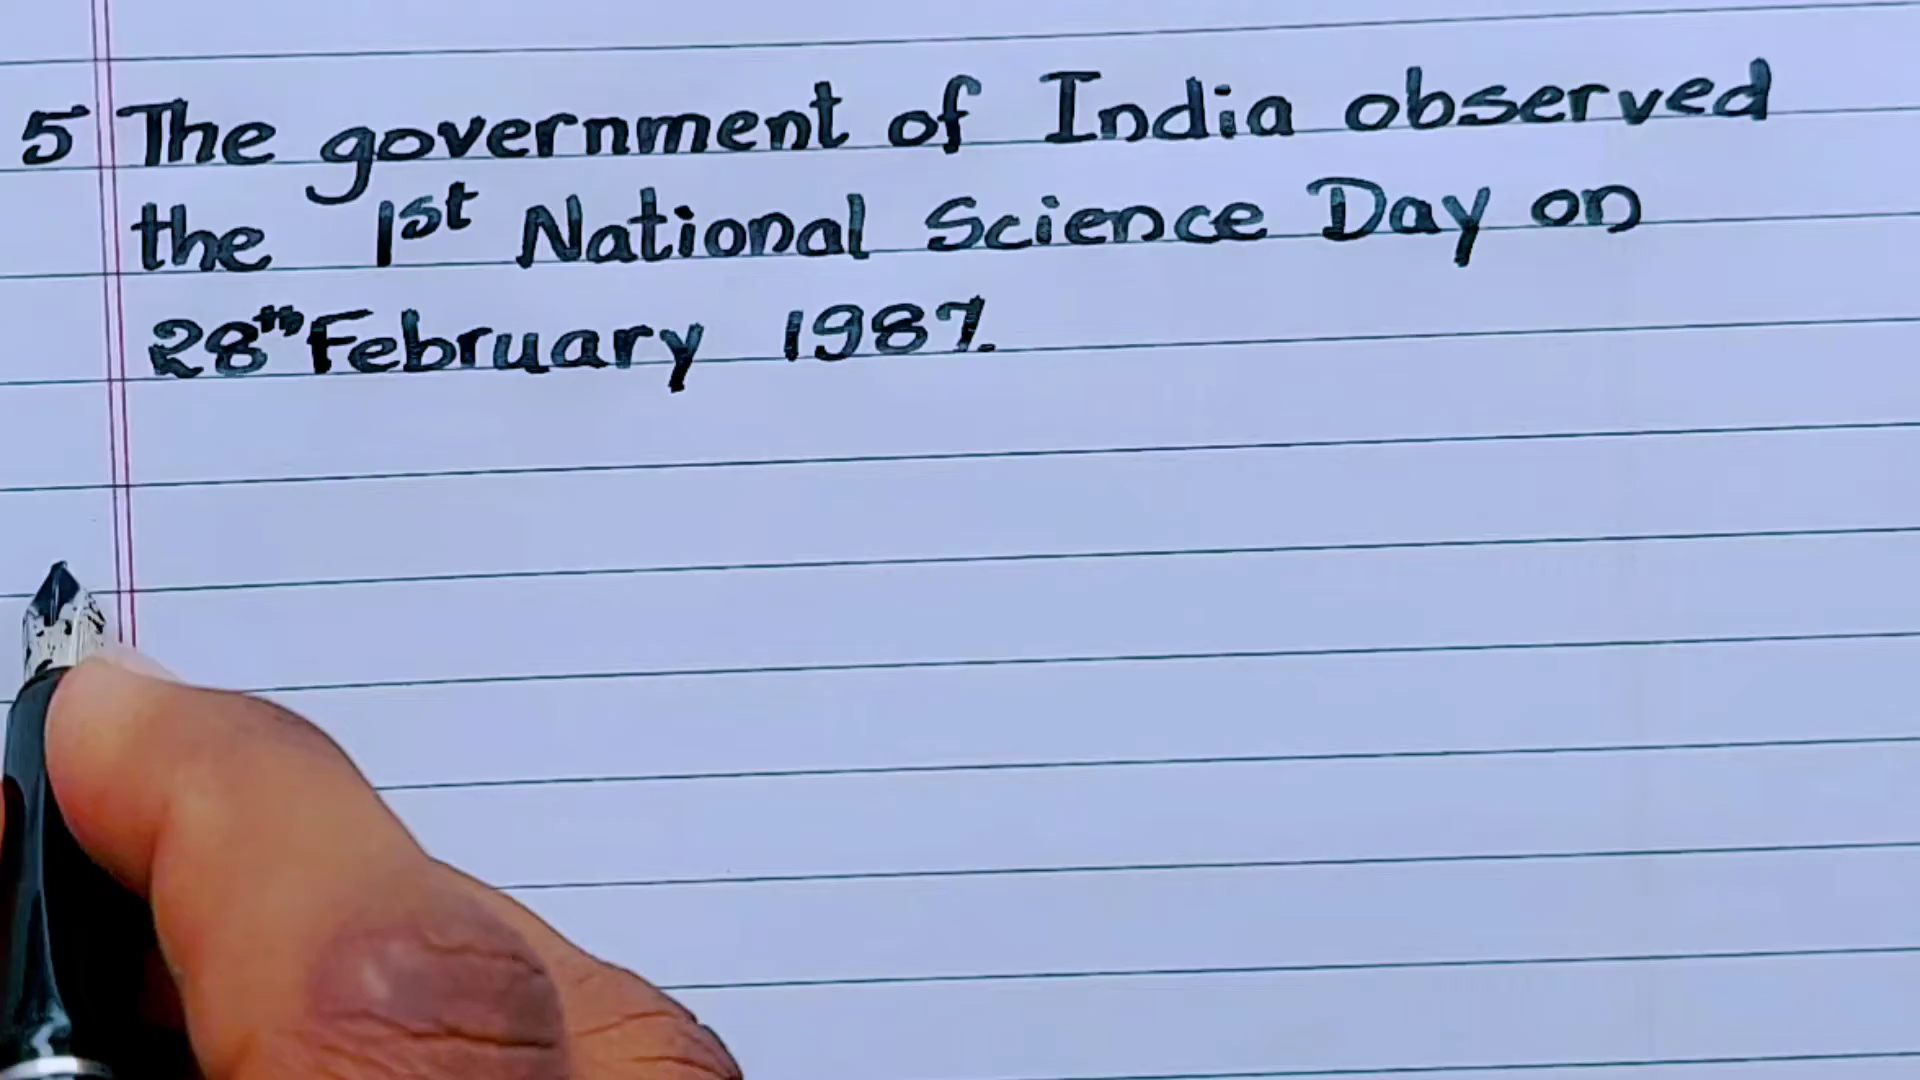 5 The government of India observed
the 1st National Science Day on
28th February 1987.